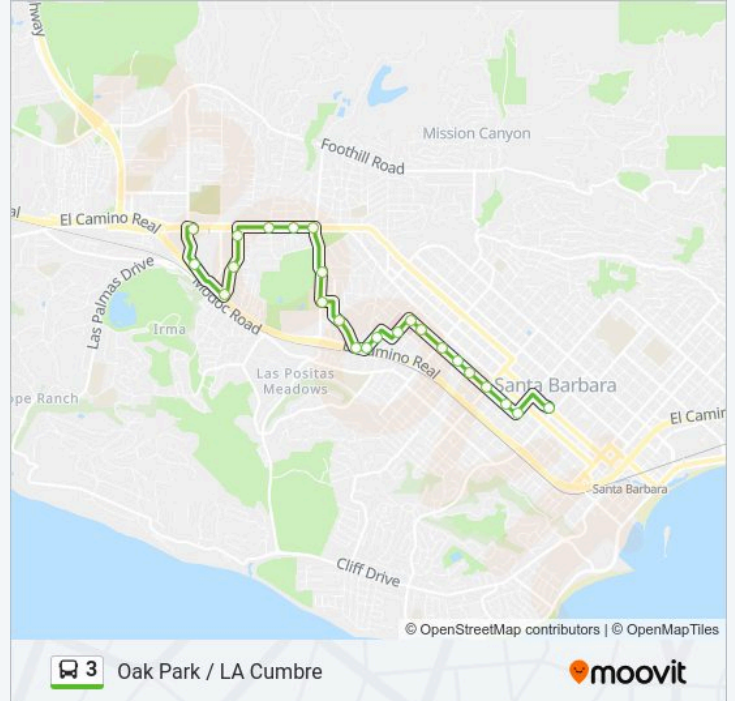 hway
Mission Canyon
Foothill Road
al
El Camino Real
Las Palmas Drive
Modoc Road
Irma
Camino Real
Las Positas
Meadows
ope Ranch
Santa Barbara
El Camin
Santa Barbara
Cliff Drive
© OpenStreetMap contributors | © OpenMapTiles
3 Oak Park / LA Cumbre
moovit